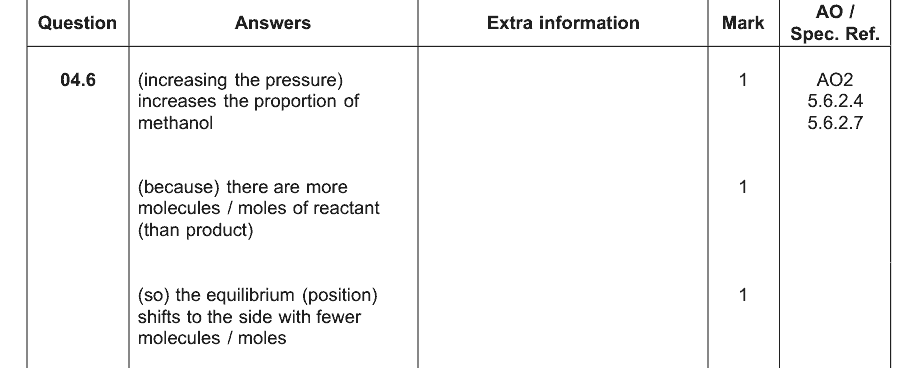 Question Answers Extra information Mark AO /
Spec. Ref.
04.6 (increasing the pressure) 1 AO2
increases the proportion of 5.6.2.4
methanol 5.6.2.7
(because) there are more 1
molecules / moles of reactant
(than product)
(so) the equilibrium (position) 1
shifts to the side with fewer
molecules / moles